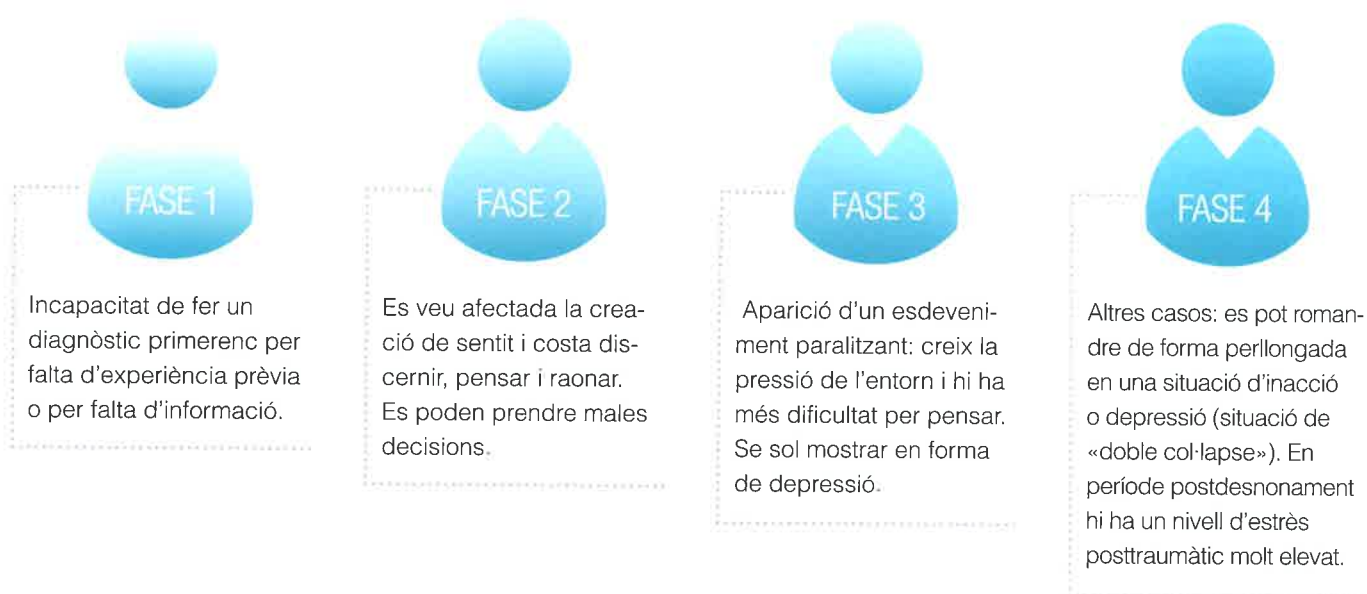 FASE 1
Incapacitat de fer un
diagnòstic primerenc per
falta d'experiència prèvia
o per falta d'informació.
FASE 2
Es veu afectada la crea-
ció de sentit i costa dis-
cernir, pensar i raonar.
Es poden prendre males
decisions.
FASE 3
Aparició d'un esdeveni-
ment paralitzant: creix la
pressió de l'entorn i hi ha
més dificultat per pensar.
Se sol mostrar en forma
de depressió.
FASE 4
Altres casos: es pot roman-
dre de forma perllongada
en una situació d'inacció
o depressió (situació de
«doble col·lapse»). En
període postdesnonament
hi ha un nivell d'estrès
posttraumàtic molt elevat.